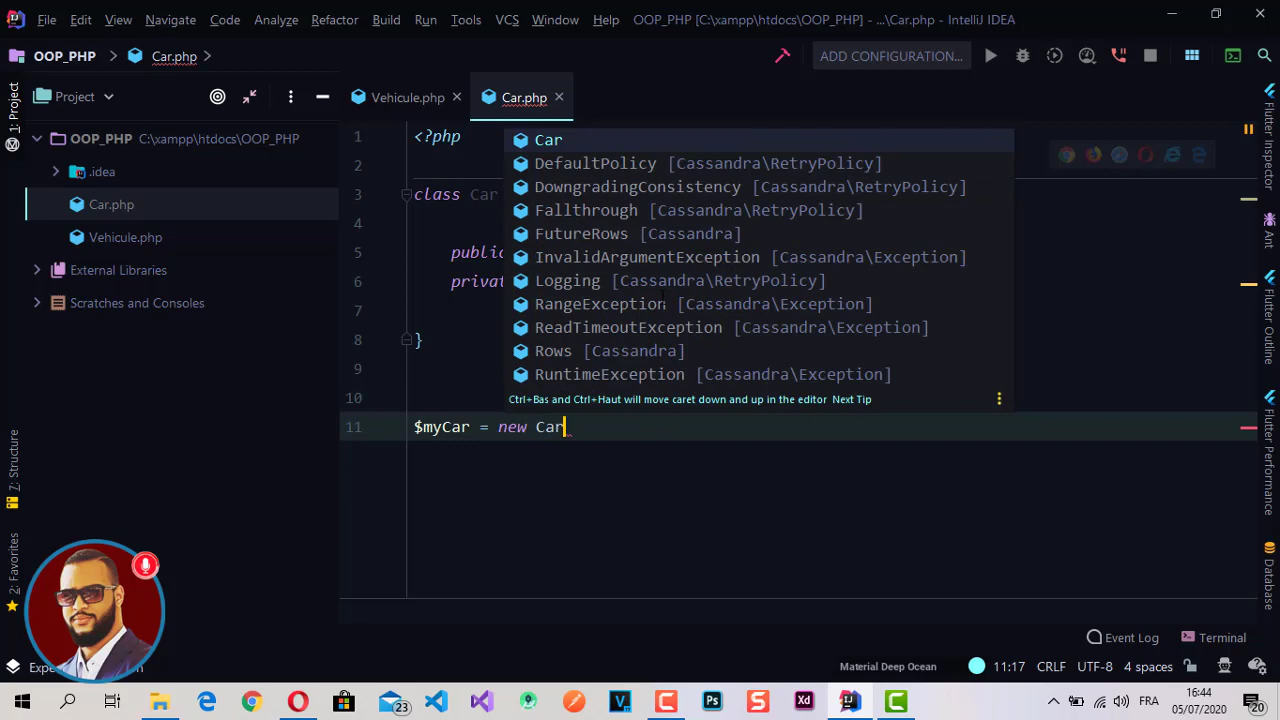 File Edit View Navigate Code Analyze Refactor Build Run Tools VCS Window Help OOP_PHP [C:\xampp\htdocs\OOP_PHP] - ...\Car.php - IntelliJ IDEA
OOP_PHP Car.php ADD CONFIGURATION...
1: Project
Project
OOP_PHP C:\xampp\htdocs\OOP_PHP
.idea
Car.php
Vehicule.php
External Libraries
Scratches and Consoles
7: Structure
2: Favorites
Vehicule.php Car.php
1 <?php
2
3 class Car
4
5 public
6 privat
7
8 }
9
10
11 $myCar = new Car
Car
DefaultPolicy [Cassandra\RetryPolicy]
DowngradingConsistency [Cassandra\RetryPolicy]
Fallthrough [Cassandra\RetryPolicy]
FutureRows [Cassandra]
InvalidArgumentException [Cassandra\Exception]
Logging [Cassandra\RetryPolicy]
RangeException [Cassandra\Exception]
ReadTimeoutException [Cassandra\Exception]
Rows [Cassandra]
RuntimeException [Cassandra\Exception]
Ctrl+Bas and Ctrl+Haut will move caret down and up in the editor Next Tip
Flutter Inspector
Ant
Flutter Outline
Flutter Performance
Database
Event Log Terminal
Material Deep Ocean 11:17 CRLF UTF-8 4 spaces
23 Ps Xd FRA 16:44
05/07/2020 20